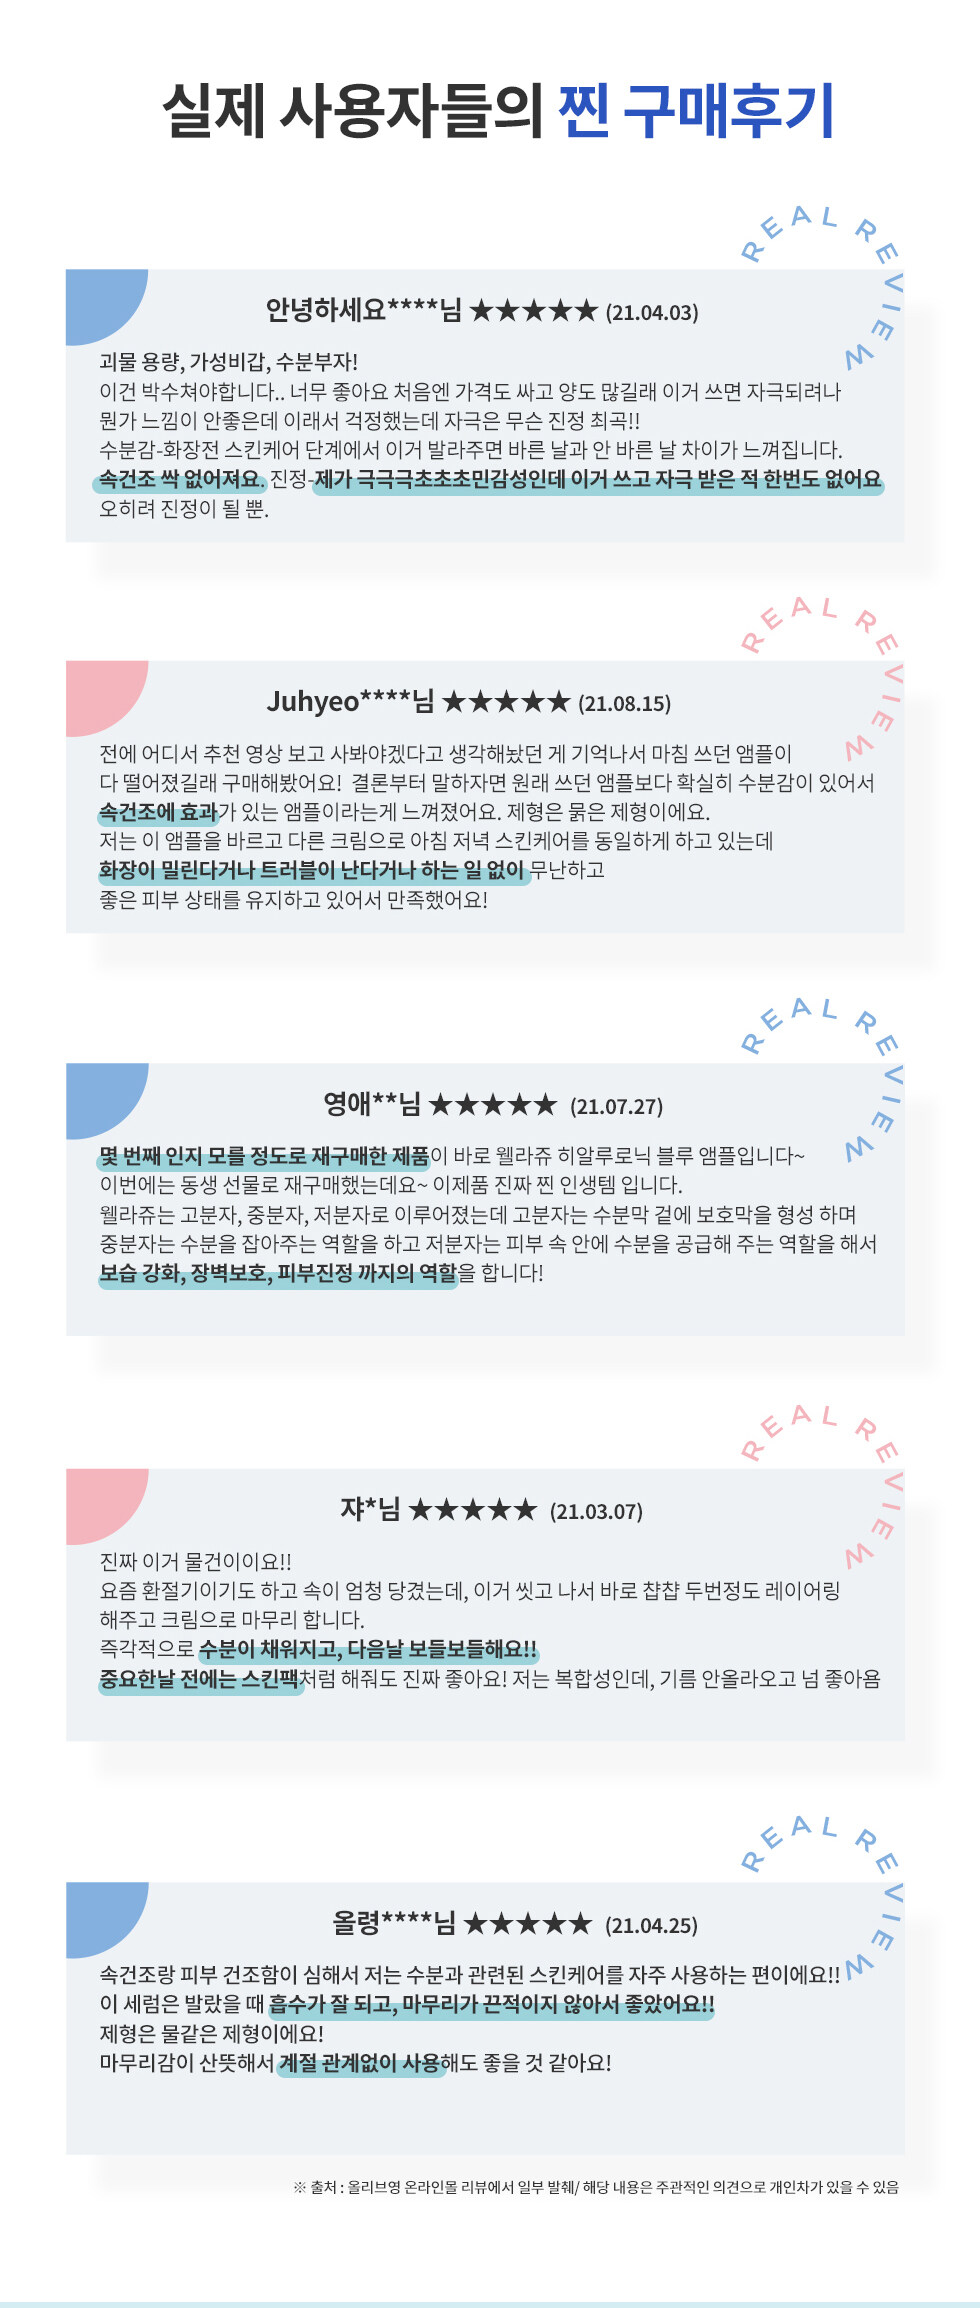 실제 사용자들의 찐 구매후기
REAL REVIEW
안녕하세요****님 ★★★★★ (21.04.03)
괴물 용량, 가성비갑, 수분부자!
이건 박수쳐야합니다.. 너무 좋아요 처음엔 가격도 싸고 양도 많길래 이거 쓰면 자극되려나
뭔가 느낌이 안좋은데 이래서 걱정했는데 자극은 무슨 진정 최곡!!
수분감-화장전 스킨케어 단계에서 이거 발라주면 바른 날과 안 바른 날 차이가 느껴집니다.
속건조 싹 없어져요. 진정-제가 극극극초초초민감성인데 이거 쓰고 자극 받은 적 한번도 없어요
오히려 진정이 될 뿐.
REAL REVIEW
Juhyeo****님 ★★★★★ (21.08.15)
전에 어디서 추천 영상 보고 사봐야겠다고 생각해놨던 게 기억나서 마침 쓰던 앰플이
다 떨어졌길래 구매해봤어요! 결론부터 말하자면 원래 쓰던 앰플보다 확실히 수분감이 있어서
속건조에 효과가 있는 앰플이라는게 느껴졌어요. 제형은 묽은 제형이에요.
저는 이 앰플을 바르고 다른 크림으로 아침 저녁 스킨케어를 동일하게 하고 있는데
화장이 밀린다거나 트러블이 난다거나 하는 일 없이 무난하고
좋은 피부 상태를 유지하고 있어서 만족했어요!
REAL REVIEW
영애**님 ★★★★★ (21.07.27)
몇 번째 인지 모를 정도로 재구매한 제품이 바로 웰라쥬 히알루로닉 블루 앰플입니다~
이번에는 동생 선물로 재구매했는데요~ 이제품 진짜 찐 인생템 입니다.
웰라쥬는 고분자, 중분자, 저분자로 이루어졌는데 고분자는 수분막 겉에 보호막을 형성 하며
중분자는 수분을 잡아주는 역할을 하고 저분자는 피부 속 안에 수분을 공급해 주는 역할을 해서
보습 강화, 장벽보호, 피부진정 까지의 역할을 합니다!
REAL REVIEW
쟈*님 ★★★★★ (21.03.07)
진짜 이거 물건이이요!!
요즘 환절기이기도 하고 속이 엄청 당겼는데, 이거 씻고 나서 바로 챱챱 두번정도 레이어링
해주고 크림으로 마무리 합니다.
즉각적으로 수분이 채워지고, 다음날 보들보들해요!!
중요한날 전에는 스킨팩처럼 해줘도 진짜 좋아요! 저는 복합성인데, 기름 안올라오고 넘 좋아욤
REAL REVIEW
올령****님 ★★★★★ (21.04.25)
속건조랑 피부 건조함이 심해서 저는 수분과 관련된 스킨케어를 자주 사용하는 편이에요!!
이 세럼은 발랐을 때 흡수가 잘 되고, 마무리가 끈적이지 않아서 좋았어요!!
제형은 물같은 제형이에요!
마무리감이 산뜻해서 계절 관계없이 사용해도 좋을 것 같아요!
※ 출처 : 올리브영 온라인몰 리뷰에서 일부 발췌/ 해당 내용은 주관적인 의견으로 개인차가 있을 수 있음